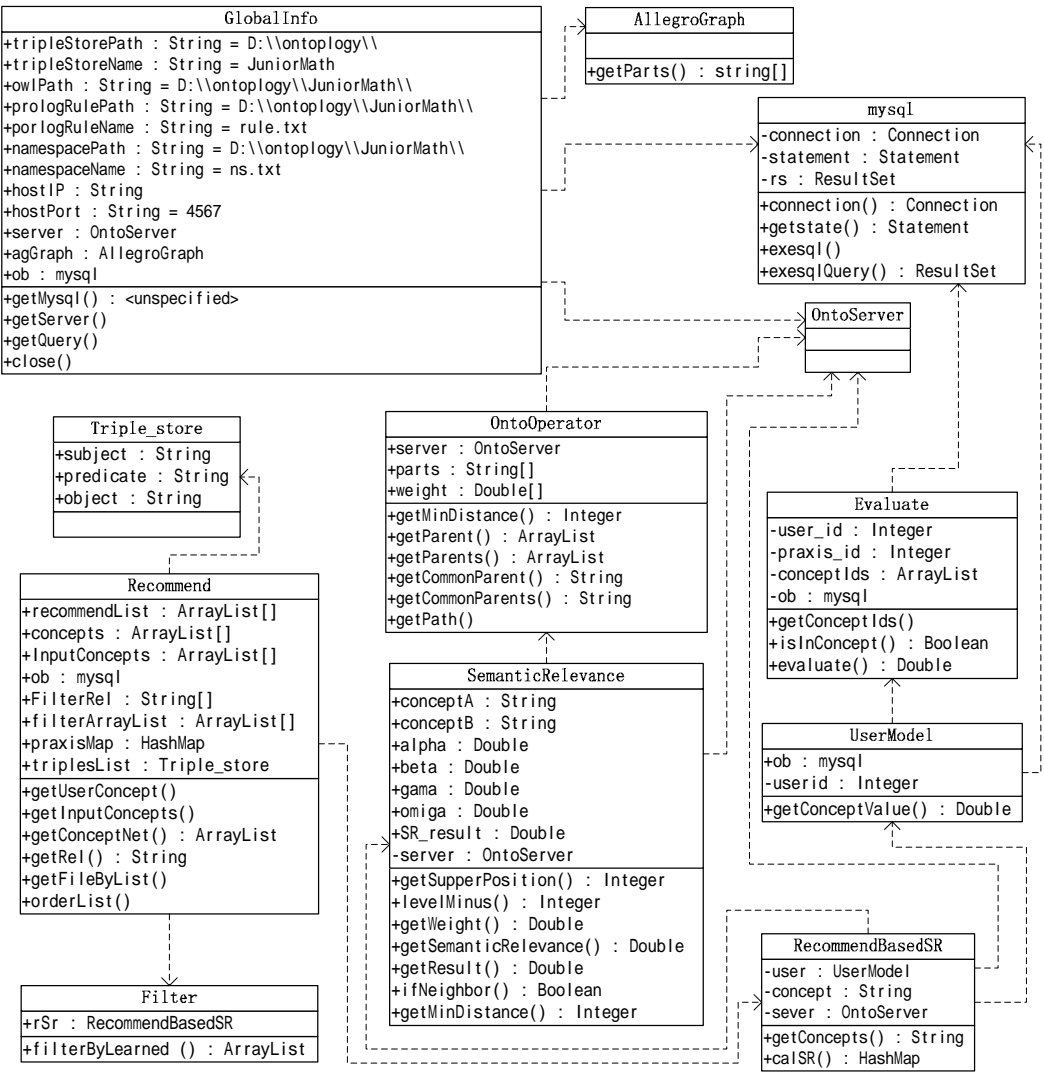 GlobalInfo
+tripleStorePath : String = D:\\ontoplogy\\
+tripleStoreName : String = JuniorMath
+owlPath : String = D:\\ontoplogy\\JuniorMath\\
+prologRulePath : String = D:\\ontoplogy\\JuniorMath\\
+porlogRuleName : String = rule.txt
+namespacePath : String = D:\\ontoplogy\\JuniorMath\\
+namespaceName : String = ns.txt
+hostIP : String
+hostPort : String = 4567
+server : OntoServer
+agGraph : AllegroGraph
+ob : mysql
+getMysql() : <unspecified>
+getServer()
+getQuery()
+close()
AllegroGraph
+getParts() : string[]
mysql
-connection : Connection
-statement : Statement
-rs : ResultSet
+connection() : Connection
+getstate() : Statement
+exesql()
+exesqlQuery() : ResultSet
OntoServer
Triple_store
+subject : String
+predicate : String
+object : String
OntoOperator
+server : OntoServer
+parts : String[]
+weight : Double[]
+getMinDistance() : Integer
+getParent() : ArrayList
+getParents() : ArrayList
+getCommonParent() : String
+getCommonParents() : String
+getPath()
Evaluate
-user_id : Integer
-praxis_id : Integer
-conceptIds : ArrayList
-ob : mysql
+getConceptIds()
+isInConcept() : Boolean
+evaluate() : Double
Recommend
+recommendList : ArrayList[]
+concepts : ArrayList[]
+InputConcepts : ArrayList[]
+ob : mysql
+FilterRel : String[]
+filterArrayList : ArrayList[]
+praxisMap : HashMap
+triplesList : Triple_store
+getUserConcept()
+getInputConcepts()
+getConceptNet() : ArrayList
+getRel() : String
+getFileByList()
+orderList()
SemanticRelevance
+conceptA : String
+conceptB : String
+alpha : Double
+beta : Double
+gama : Double
+omiga : Double
+SR_result : Double
-server : OntoServer
+getSupperPosition() : Integer
+levelMinus() : Integer
+getWeight() : Double
+getSemanticRelevance() : Double
+getResult() : Double
+ifNeighbor() : Boolean
+getMinDistance() : Integer
UserModel
+ob : mysql
-userid : Integer
+getConceptValue() : Double
RecommendBasedSR
-user : UserModel
-concept : String
-sever : OntoServer
+getConcepts() : String
+calSR() : HashMap
Filter
+rSr : RecommendBasedSR
+filterByLearned () : ArrayList